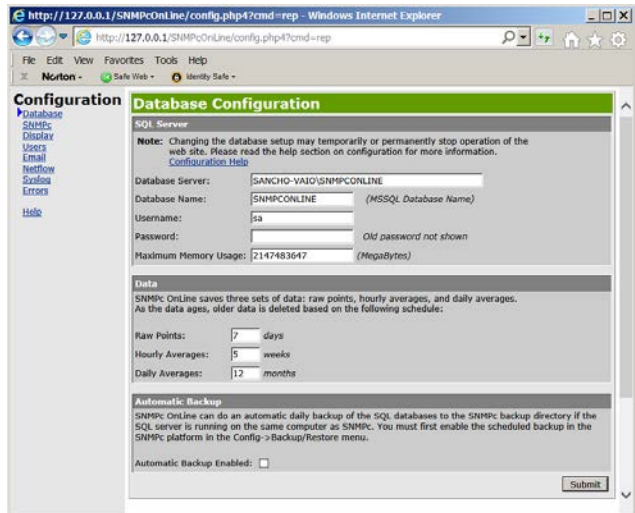 http://127.0.0.1/SNMPcOnLine/config.php4?cmd=rep - Windows Internet Explorer
http://127.0.0.1/SNMPcOnLine/config.php4?cmd=rep
File Edit View Favorites Tools Help
X Norton - Safe Web - Identity Safe -
Configuration
Database
SNMPc
Display
Users
Email
Netflow
Syslog
Errors
Help
Database Configuration
SQL Server
Note: Changing the database setup may temporarily or permanently stop operation of the
web site. Please read the help section on configuration for more information.
Configuration Help
Database Server: SANCHO-VAIO\SNMPCONLINE
Database Name: SNMPCONLINE (MSSQL Database Name)
Username: sa
Password: Old password not shown
Maximum Memory Usage: 2147483647 (MegaBytes)
Data
SNMPc OnLine saves three sets of data: raw points, hourly averages, and daily averages.
As the data ages, older data is deleted based on the following schedule:
Raw Points: 7 days
Hourly Averages: 5 weeks
Daily Averages: 12 months
Automatic Backup
SNMPc OnLine can do an automatic daily backup of the SQL databases to the SNMPc backup directory if the
SQL server is running on the same computer as SNMPc. You must first enable the scheduled backup in the
SNMPc platform in the Config->Backup/Restore menu.
Automatic Backup Enabled:
Submit